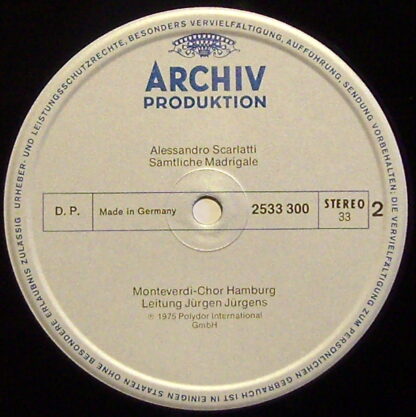 URHEBER- UND LEISTUNGSSCHUTZRECHTE, BESONDERS VERVIELFÄLTIGUNG, AUFFÜHRUNG, SENDUNG VORBEHALTEN: DIE VERVIELFÄLTIGUNG ZUM PERSÖNLICHEN GEBRAUCH IST IN EINIGEN STAATEN OHNE BESONDERE ERLAUBNIS ZULÄSSIG
ARCHIV
PRODUKTION
Alessandro Scarlatti
Sämtliche Madrigale
D. P. Made in Germany 2533 300 STEREO 2
33
Monteverdi-Chor Hamburg
Leitung Jürgen Jürgens
℗ 1975 Polydor International
GmbH